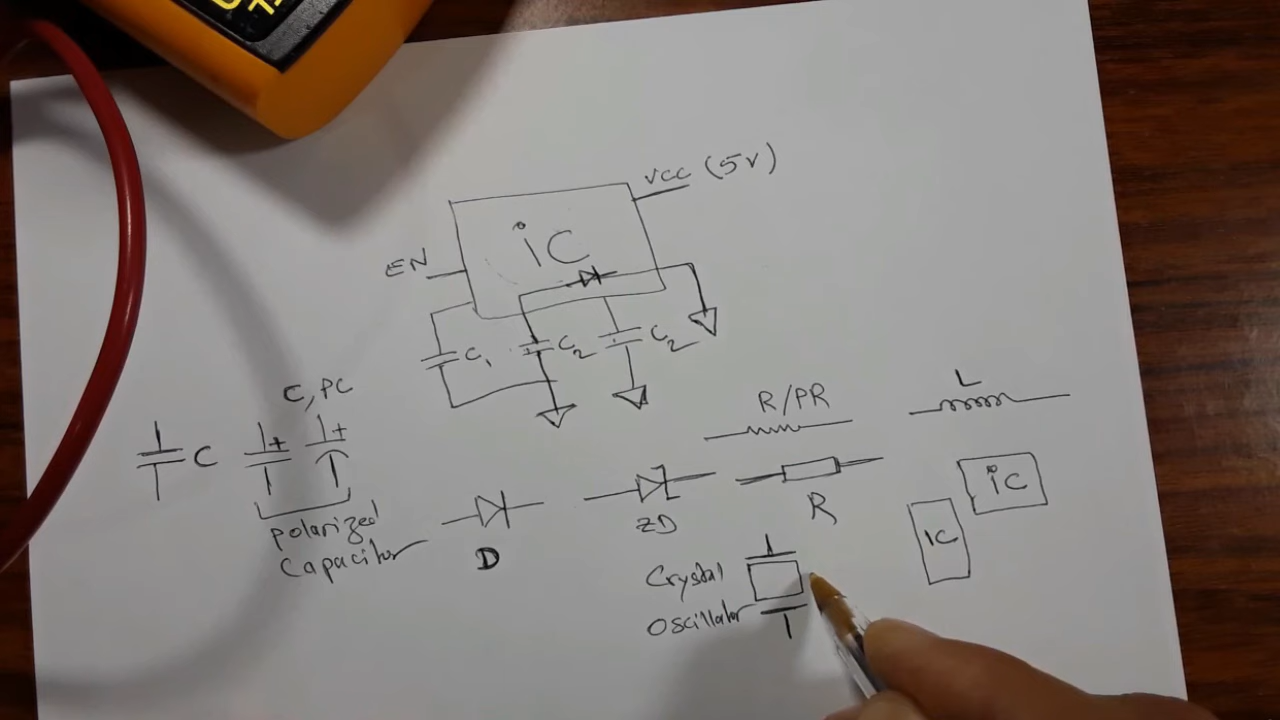 VCC (5V)
iC
EN
C1
C2
C2
C, PC
C
polarized
Capacitor
D
ZD
R/PR
R
L
iC
IC
Crystal
Oscillator